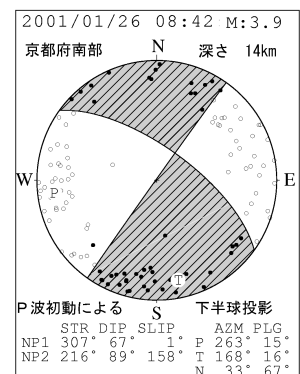 2001/01/26 08:42 M:3.9
京都府南部
N
深さ 14km
W
P
E
T
S
P波初動による
下半球投影
STR DIP SLIP AZM PLG
NP1 307° 67° 1° P 263° 15°
NP2 216° 89° 158° T 168° 16°
N 33° 67°